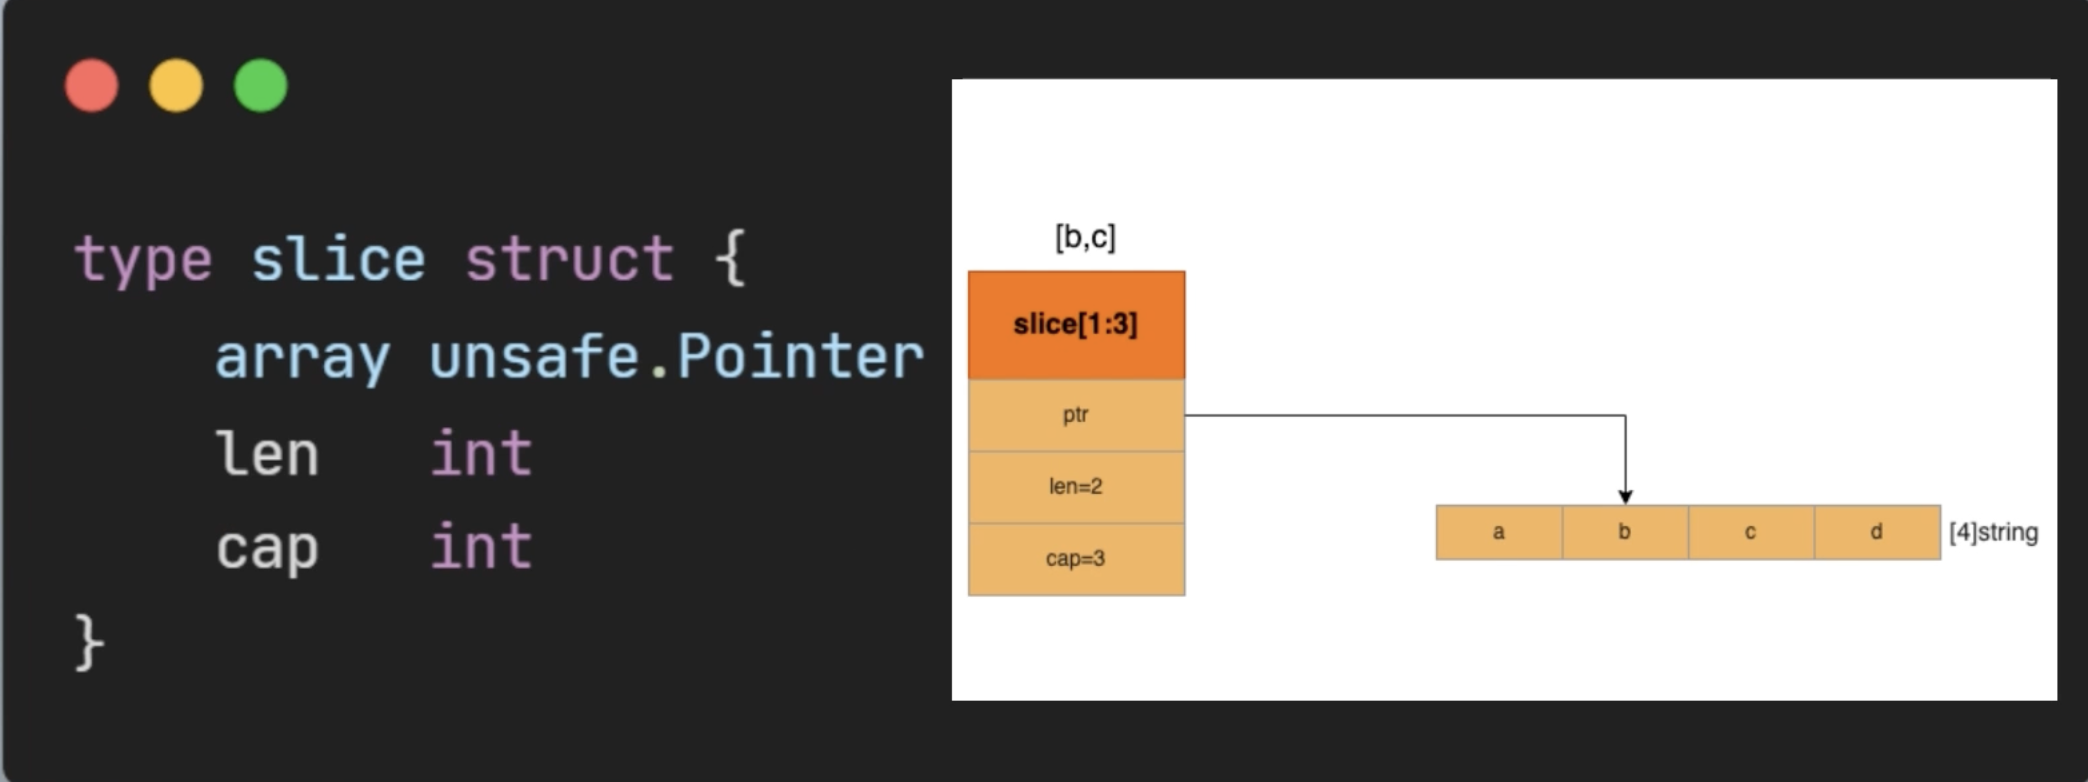 type slice struct {
array unsafe.Pointer
len int
cap int
}
[b,c]
slice[1:3]
ptr
len=2
cap=3
a b c d [4]string